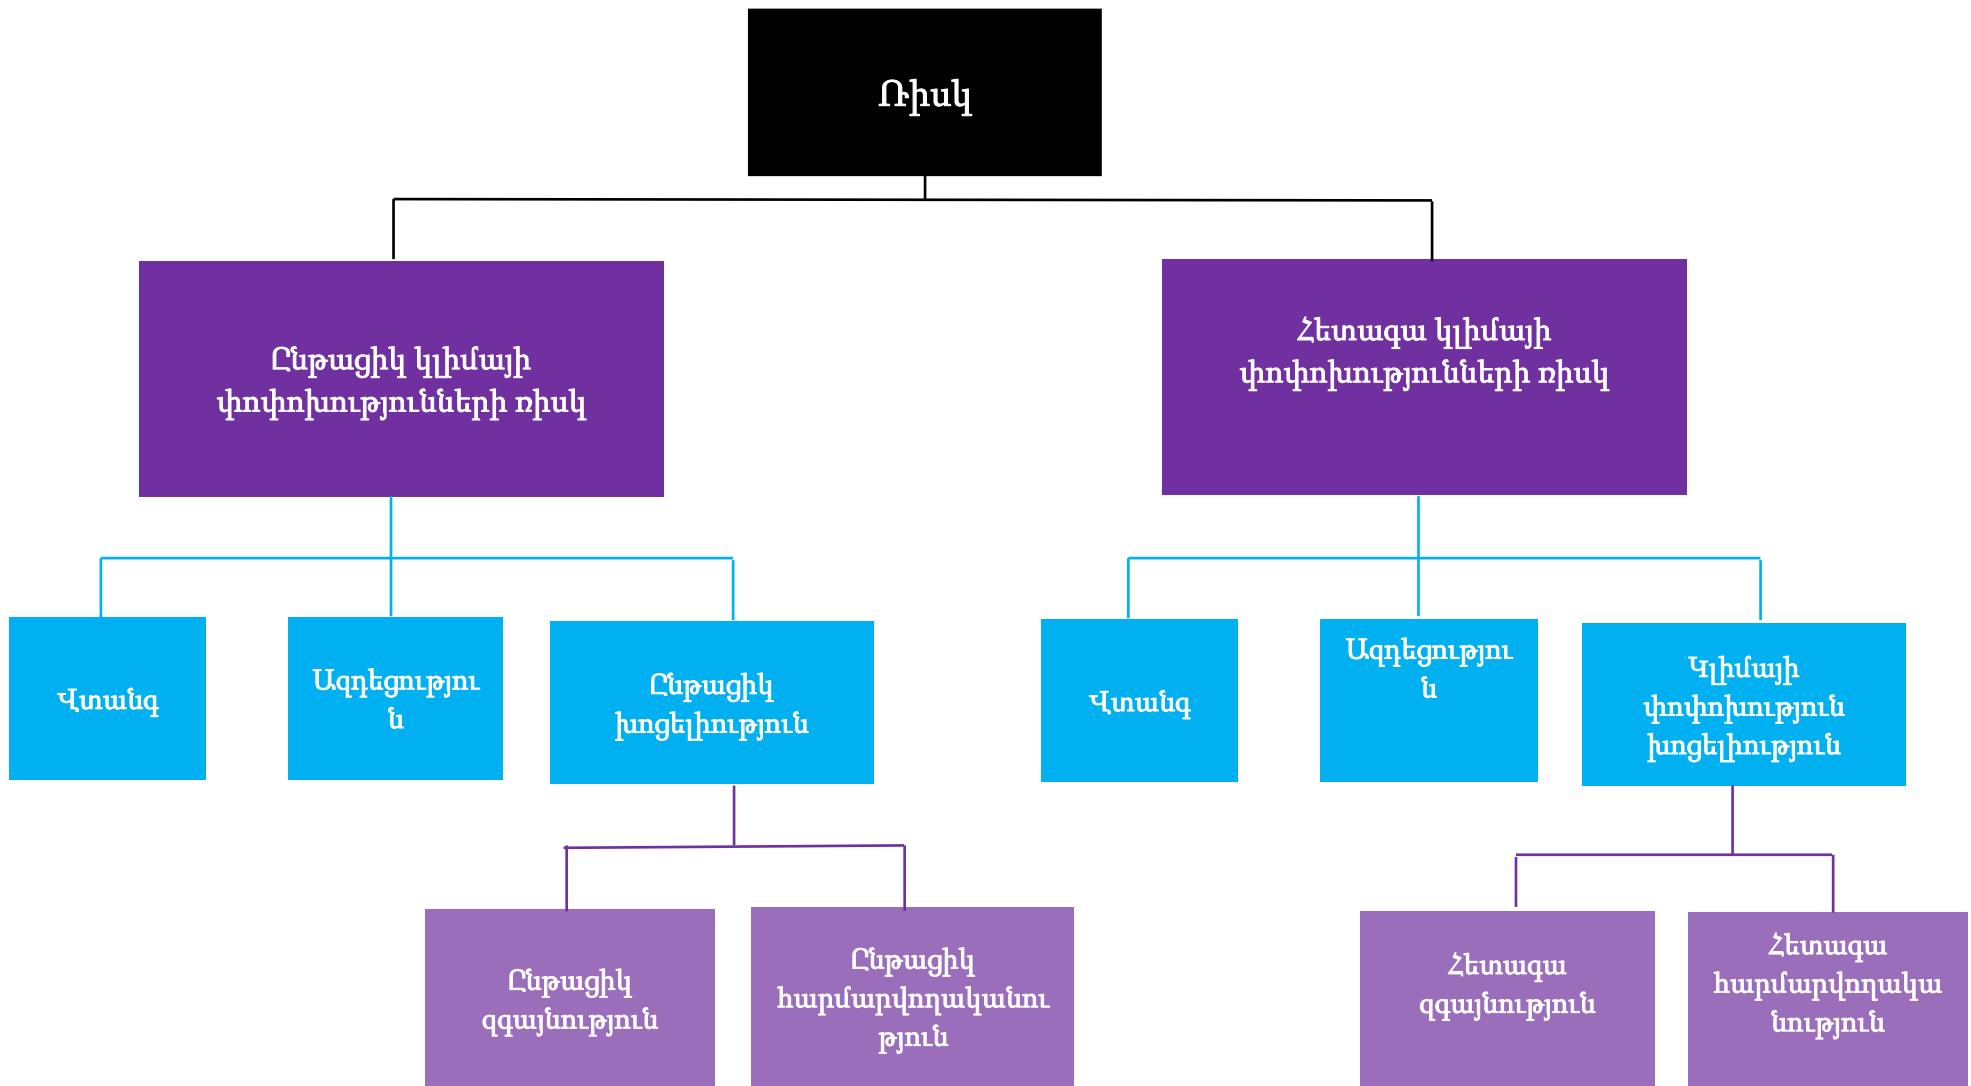 Ռիսկ
Ընթացիկ կլիմայի
փոփոխությունների ռիսկ
Հետագա կլիմայի
փոփոխությունների ռիսկ
Վտանգ
Ազդեցությու
ն
Ընթացիկ
խոցելիություն
Վտանգ
Ազդեցությու
ն
Կլիմայի
փոփոխություն
խոցելիություն
Ընթացիկ
զգայնություն
Ընթացիկ
հարմարվողականու
թյուն
Հետագա
զգայնություն
Հետագա
հարմարվողակա
նություն